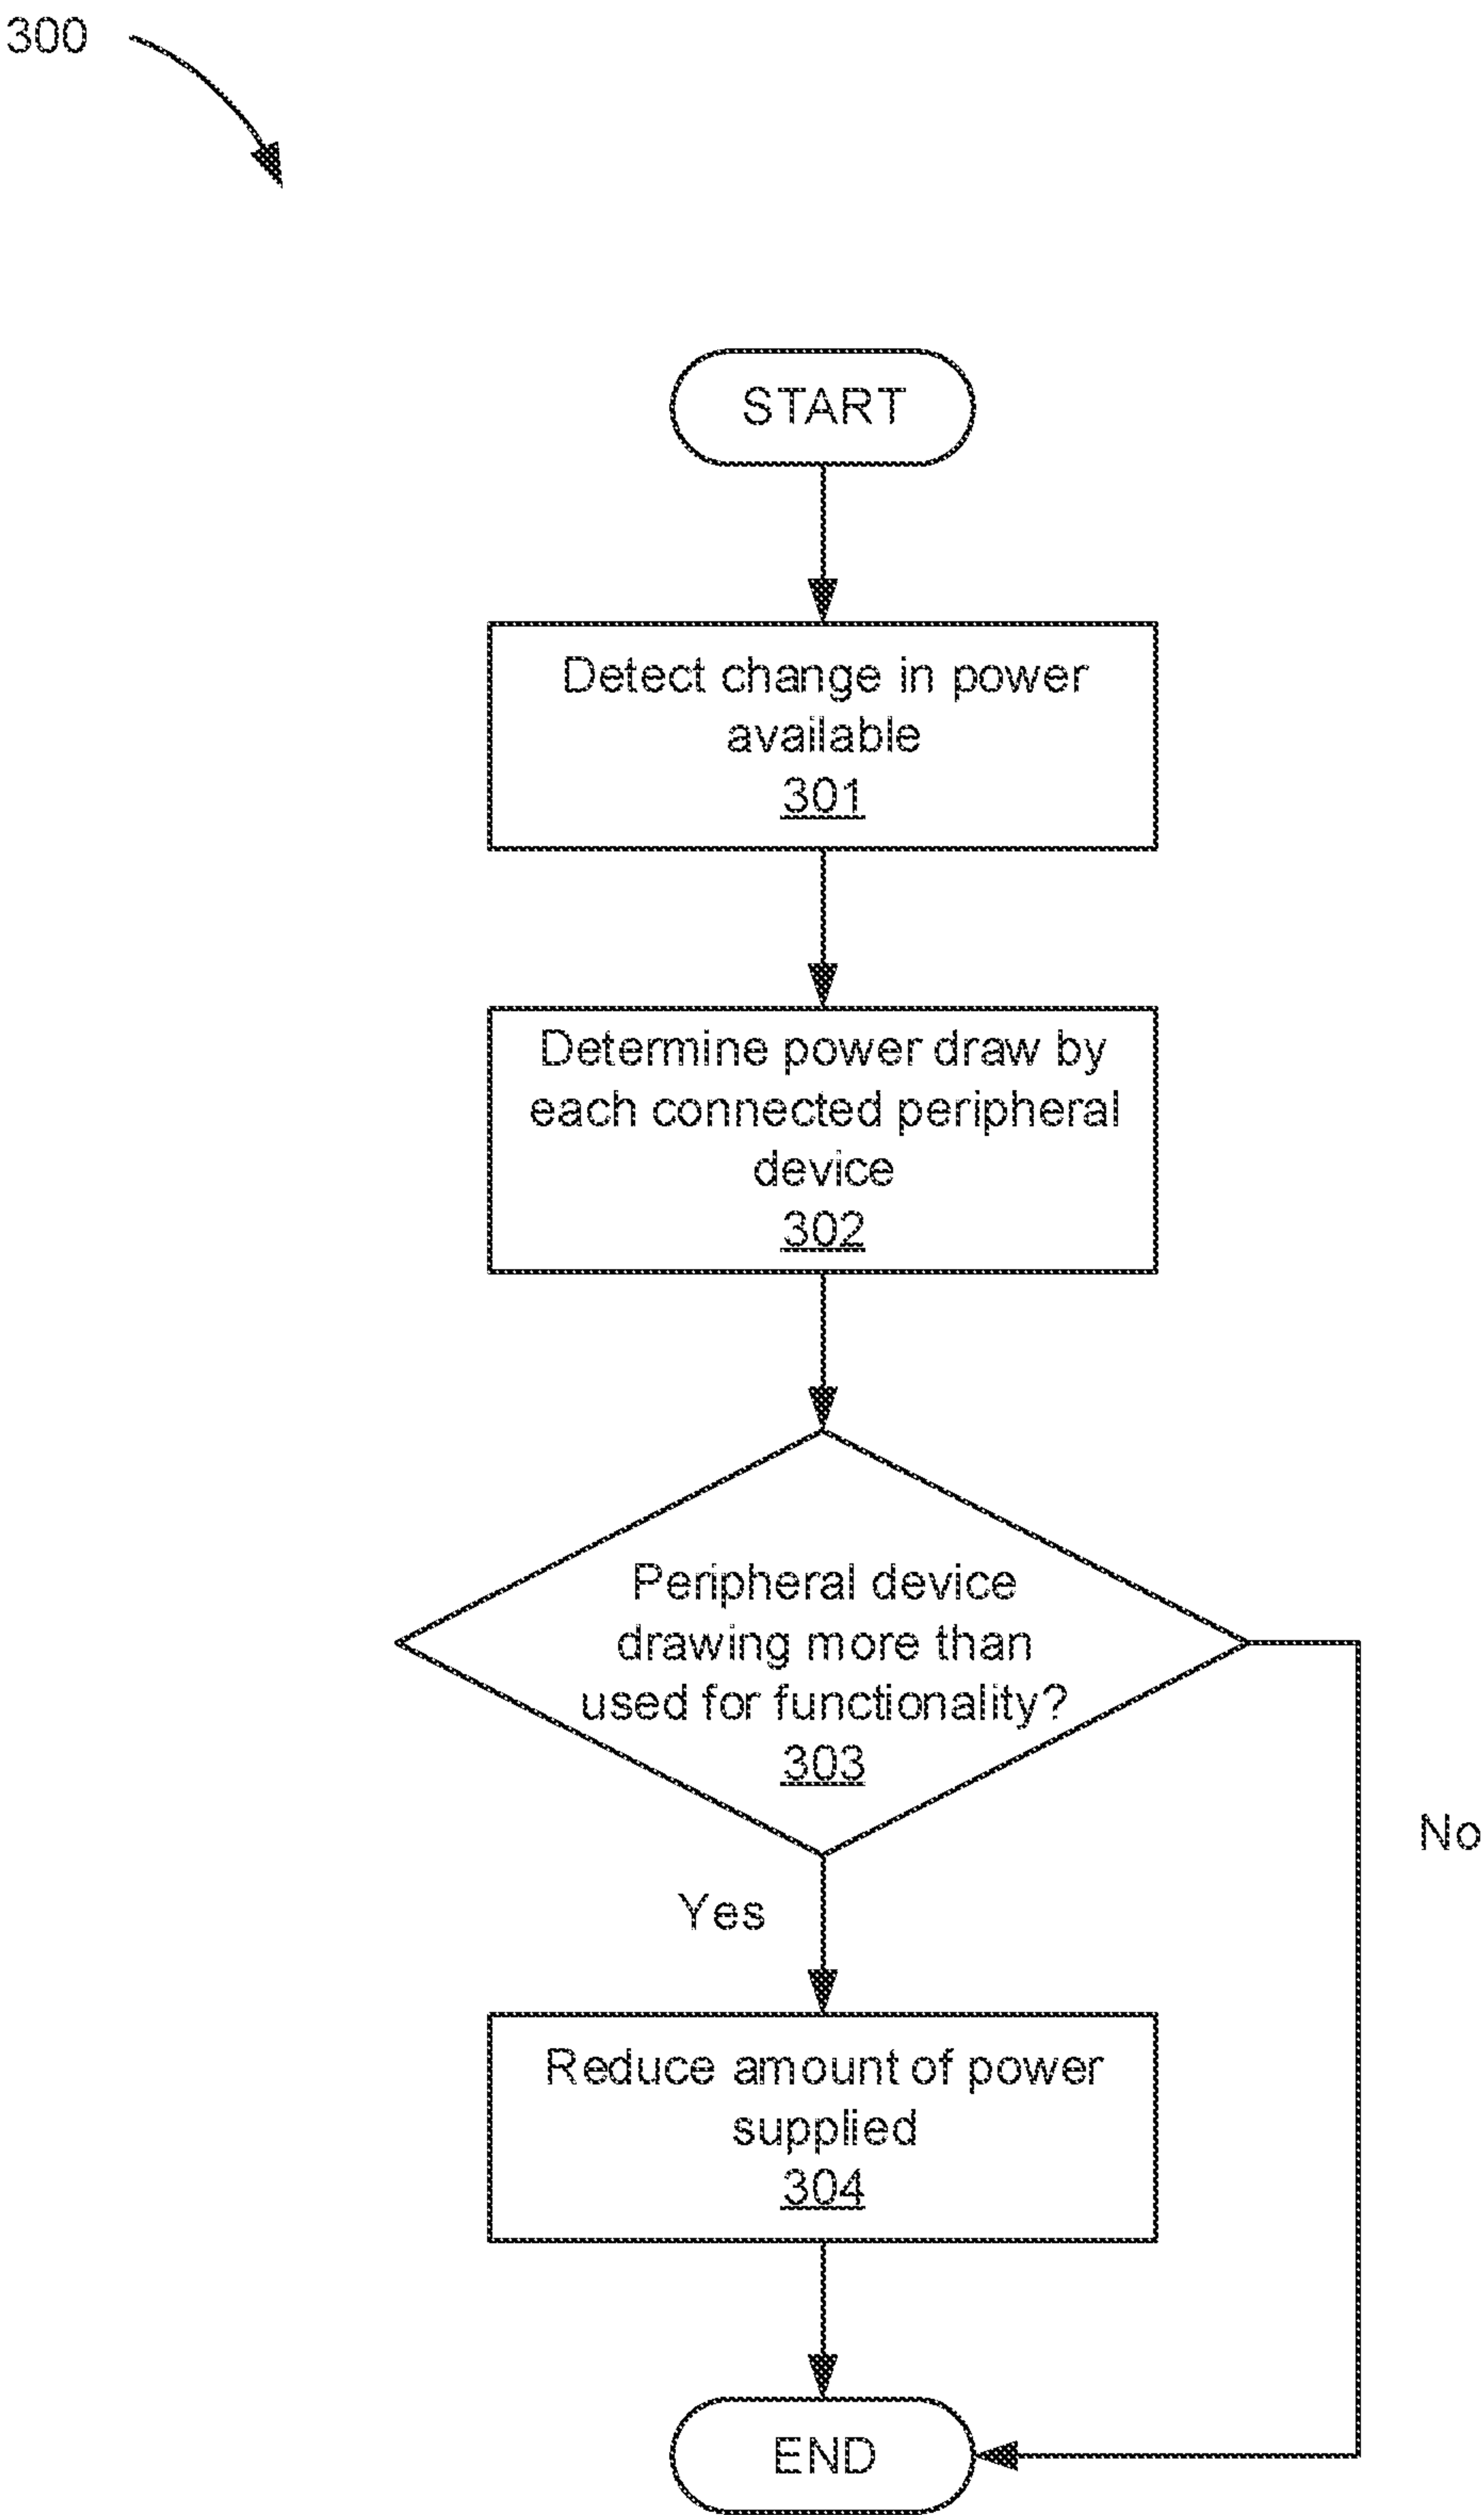 300
START
Detect change in power
available
301
Determine power draw by
each connected peripheral
device
302
Peripheral device
drawing more than
used for functionality?
303
No
Yes
Reduce amount of power
supplied
304
END